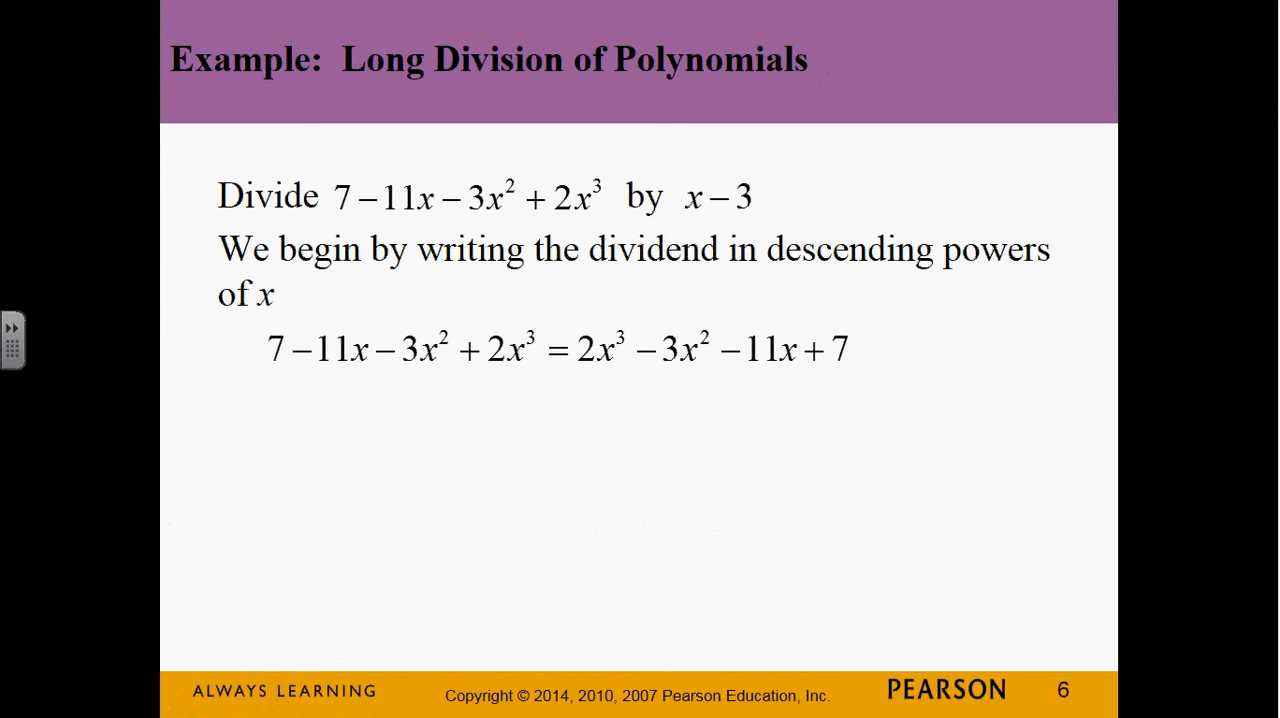 Example: Long Division of Polynomials
Divide 7 – 11x – 3x² + 2x³ by x – 3
We begin by writing the dividend in descending powers
of x
7 – 11x – 3x² + 2x³ = 2x³ – 3x² – 11x + 7
ALWAYS LEARNING Copyright © 2014, 2010, 2007 Pearson Education, Inc. PEARSON 6